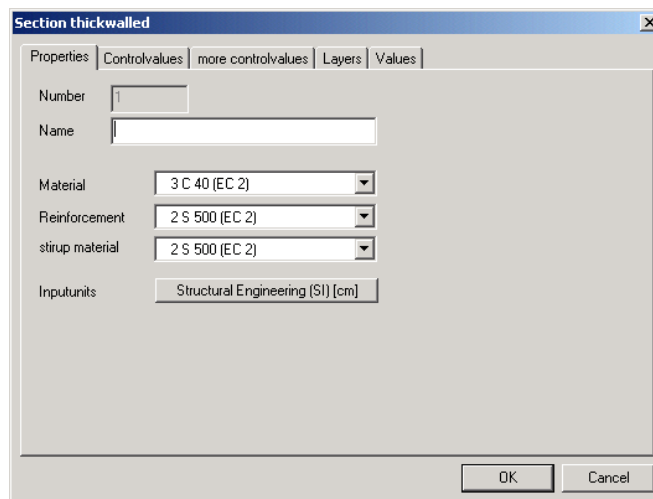 Section thickwalled
Properties Controlvalues more controlvalues Layers Values
Number 1
Name
Material 3 C 40 (EC 2)
Reinforcement 2 S 500 (EC 2)
stirup material 2 S 500 (EC 2)
Inputunits Structural Engineering (SI) [cm]
OK Cancel